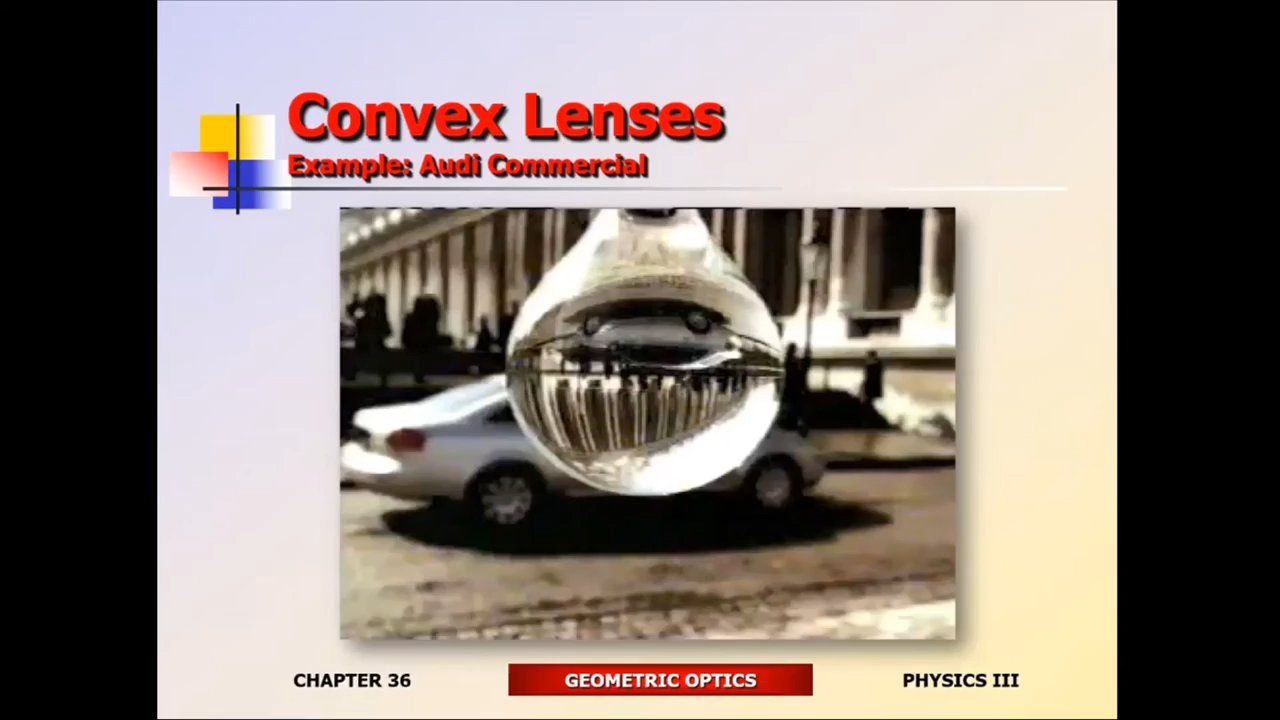 Convex Lenses
Example: Audi Commercial
CHAPTER 36
GEOMETRIC OPTICS
PHYSICS III